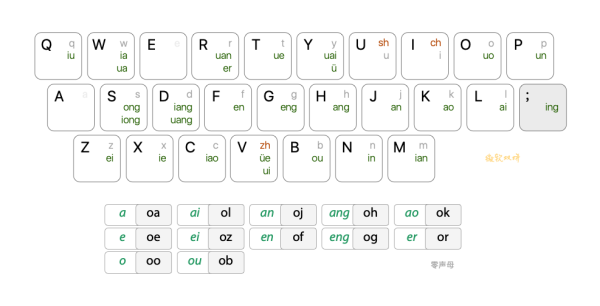 Q q W w E R r T t Y y U sh I ch O o P p
iu ia uan ue uai u i uo un
ua er ü
A S s D d F f G g H h J j K k L l ;
ong iang en eng ang an ao ai ing
iong uang
Z z X x C c V zh B b N n M m
ei ie iao üe ou in ian
ui
微软双拼
a oa ai ol an oj ang oh ao ok
e oe ei oz en of eng og er or
o oo ou ob
零声母